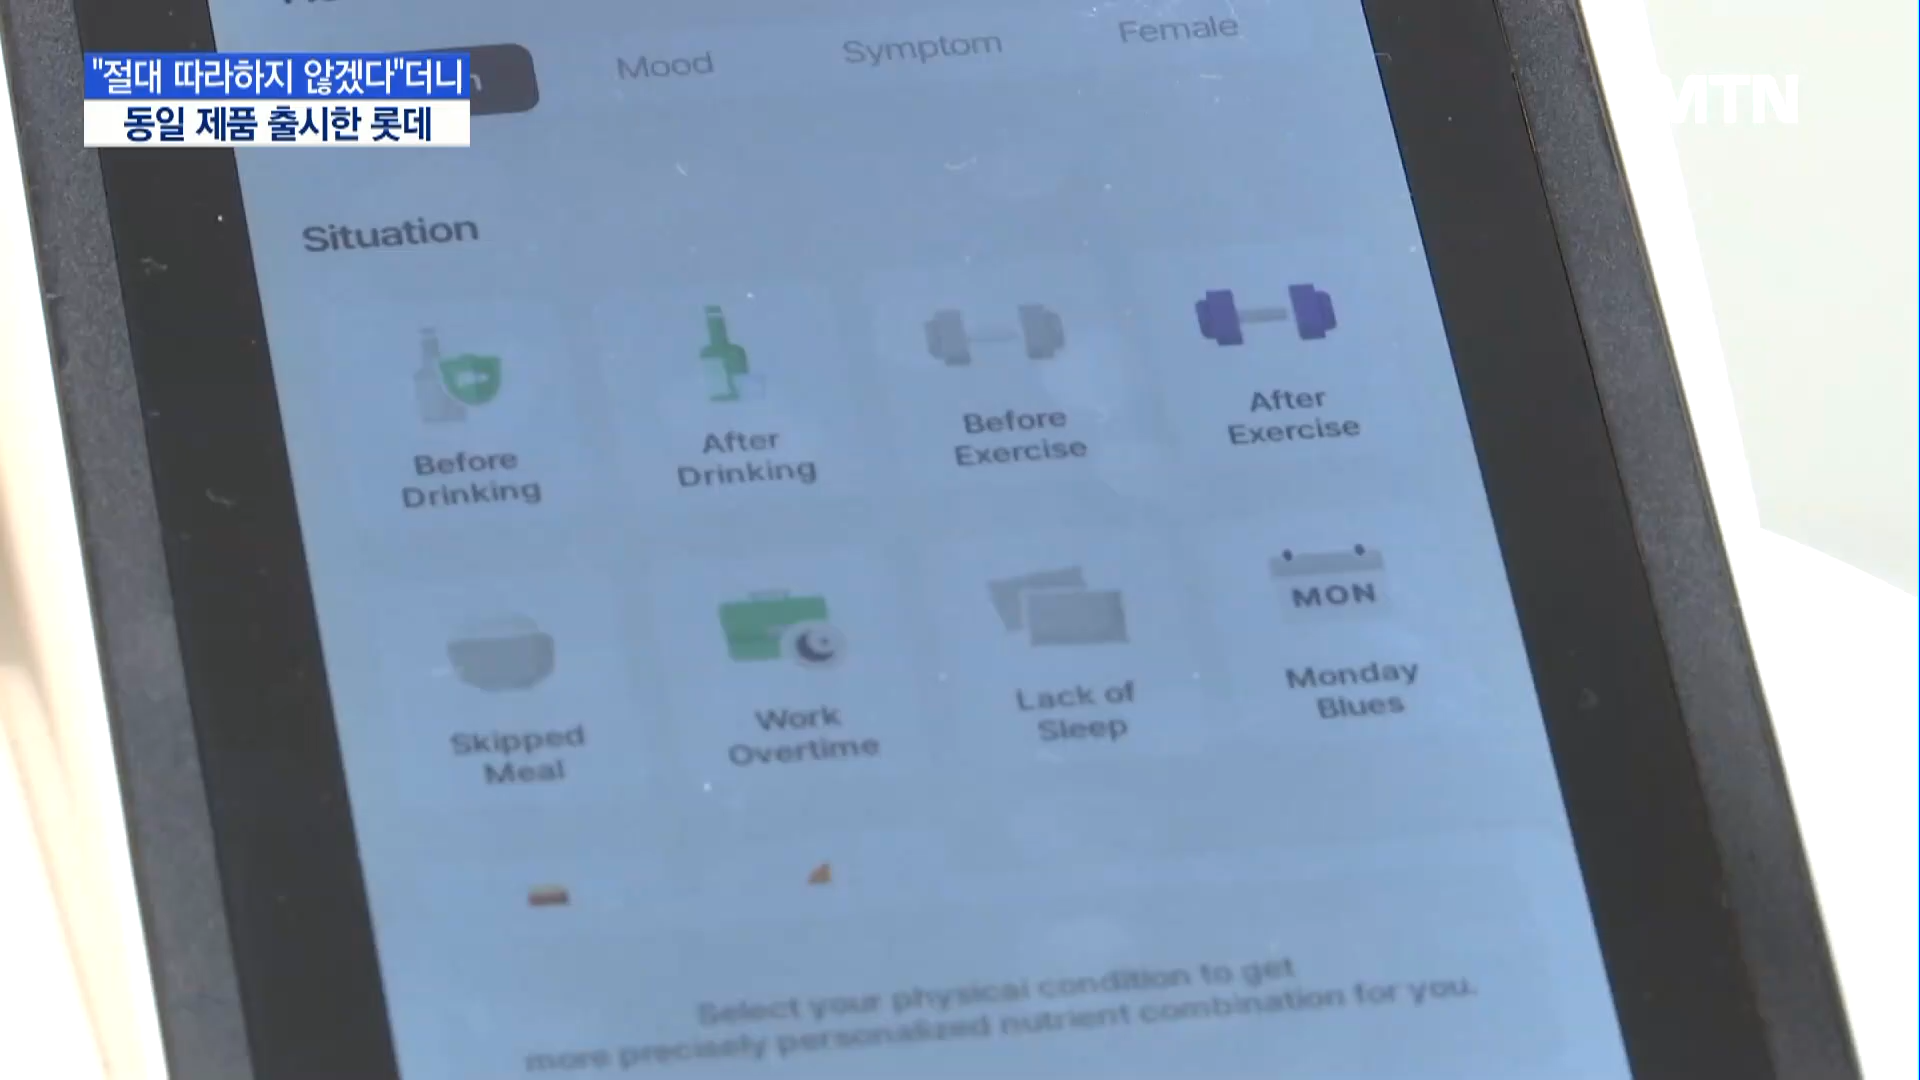 "절대 따라하지 않겠다"더니
동일 제품 출시한 롯데
MTN
Mood
Symptom
Female
Situation
Before
Drinking
After
Drinking
Before
Exercise
After
Exercise
Skipped
Meal
Work
Overtime
Lack of
Sleep
MON
Monday
Blues
Select your physical condition to get
more precisely personalized nutrient combination for you.